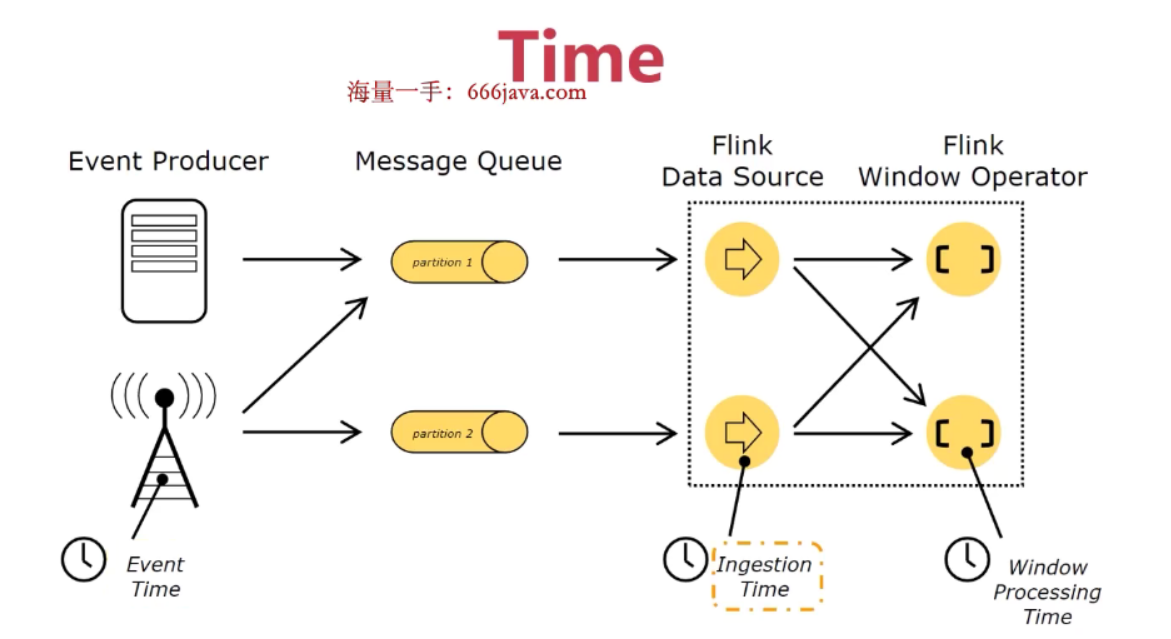 Time
海量一手：666java.com
Event Producer
Message Queue
Flink
Data Source
Flink
Window Operator
partition 1
partition 2
Event
Time
Ingestion
Time
Window
Processing
Time